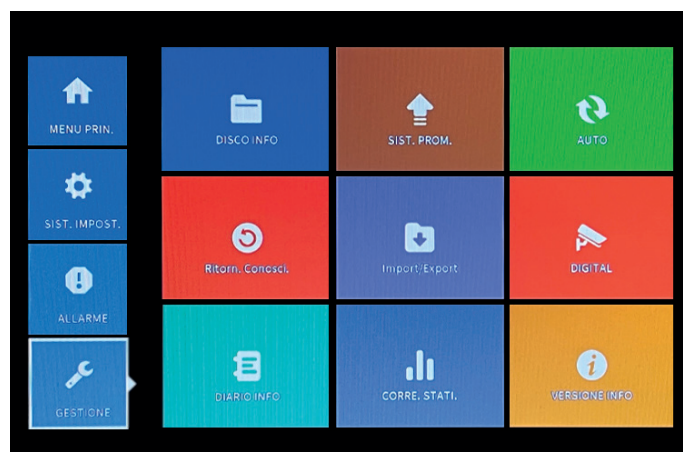 MENU PRIN.
SIST. IMPOST.
ALLARME
GESTIONE
DISCO INFO
SIST. PROM.
AUTO
Ritorn. Conosci.
Import/Export
DIGITAL
DIARIO INFO
CORRE. STATI.
VERSIONE INFO